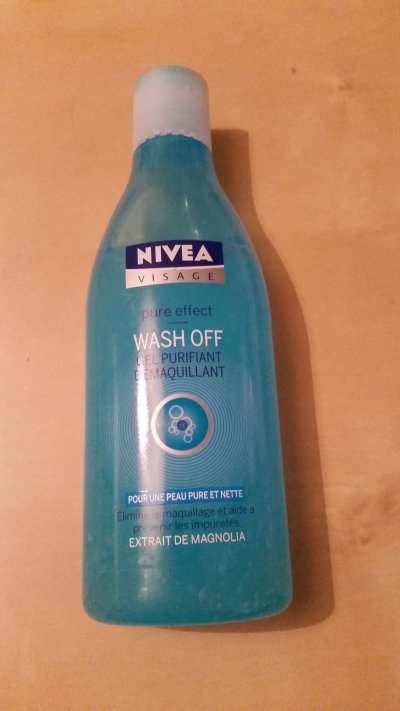 NIVEA
VISAGE
pure effect
WASH OFF
GEL PURIFIANT
DÉMAQUILLANT
POUR UNE PEAU PURE ET NETTE
Élimine le maquillage et aide à
prévenir les impuretés
EXTRAIT DE MAGNOLIA